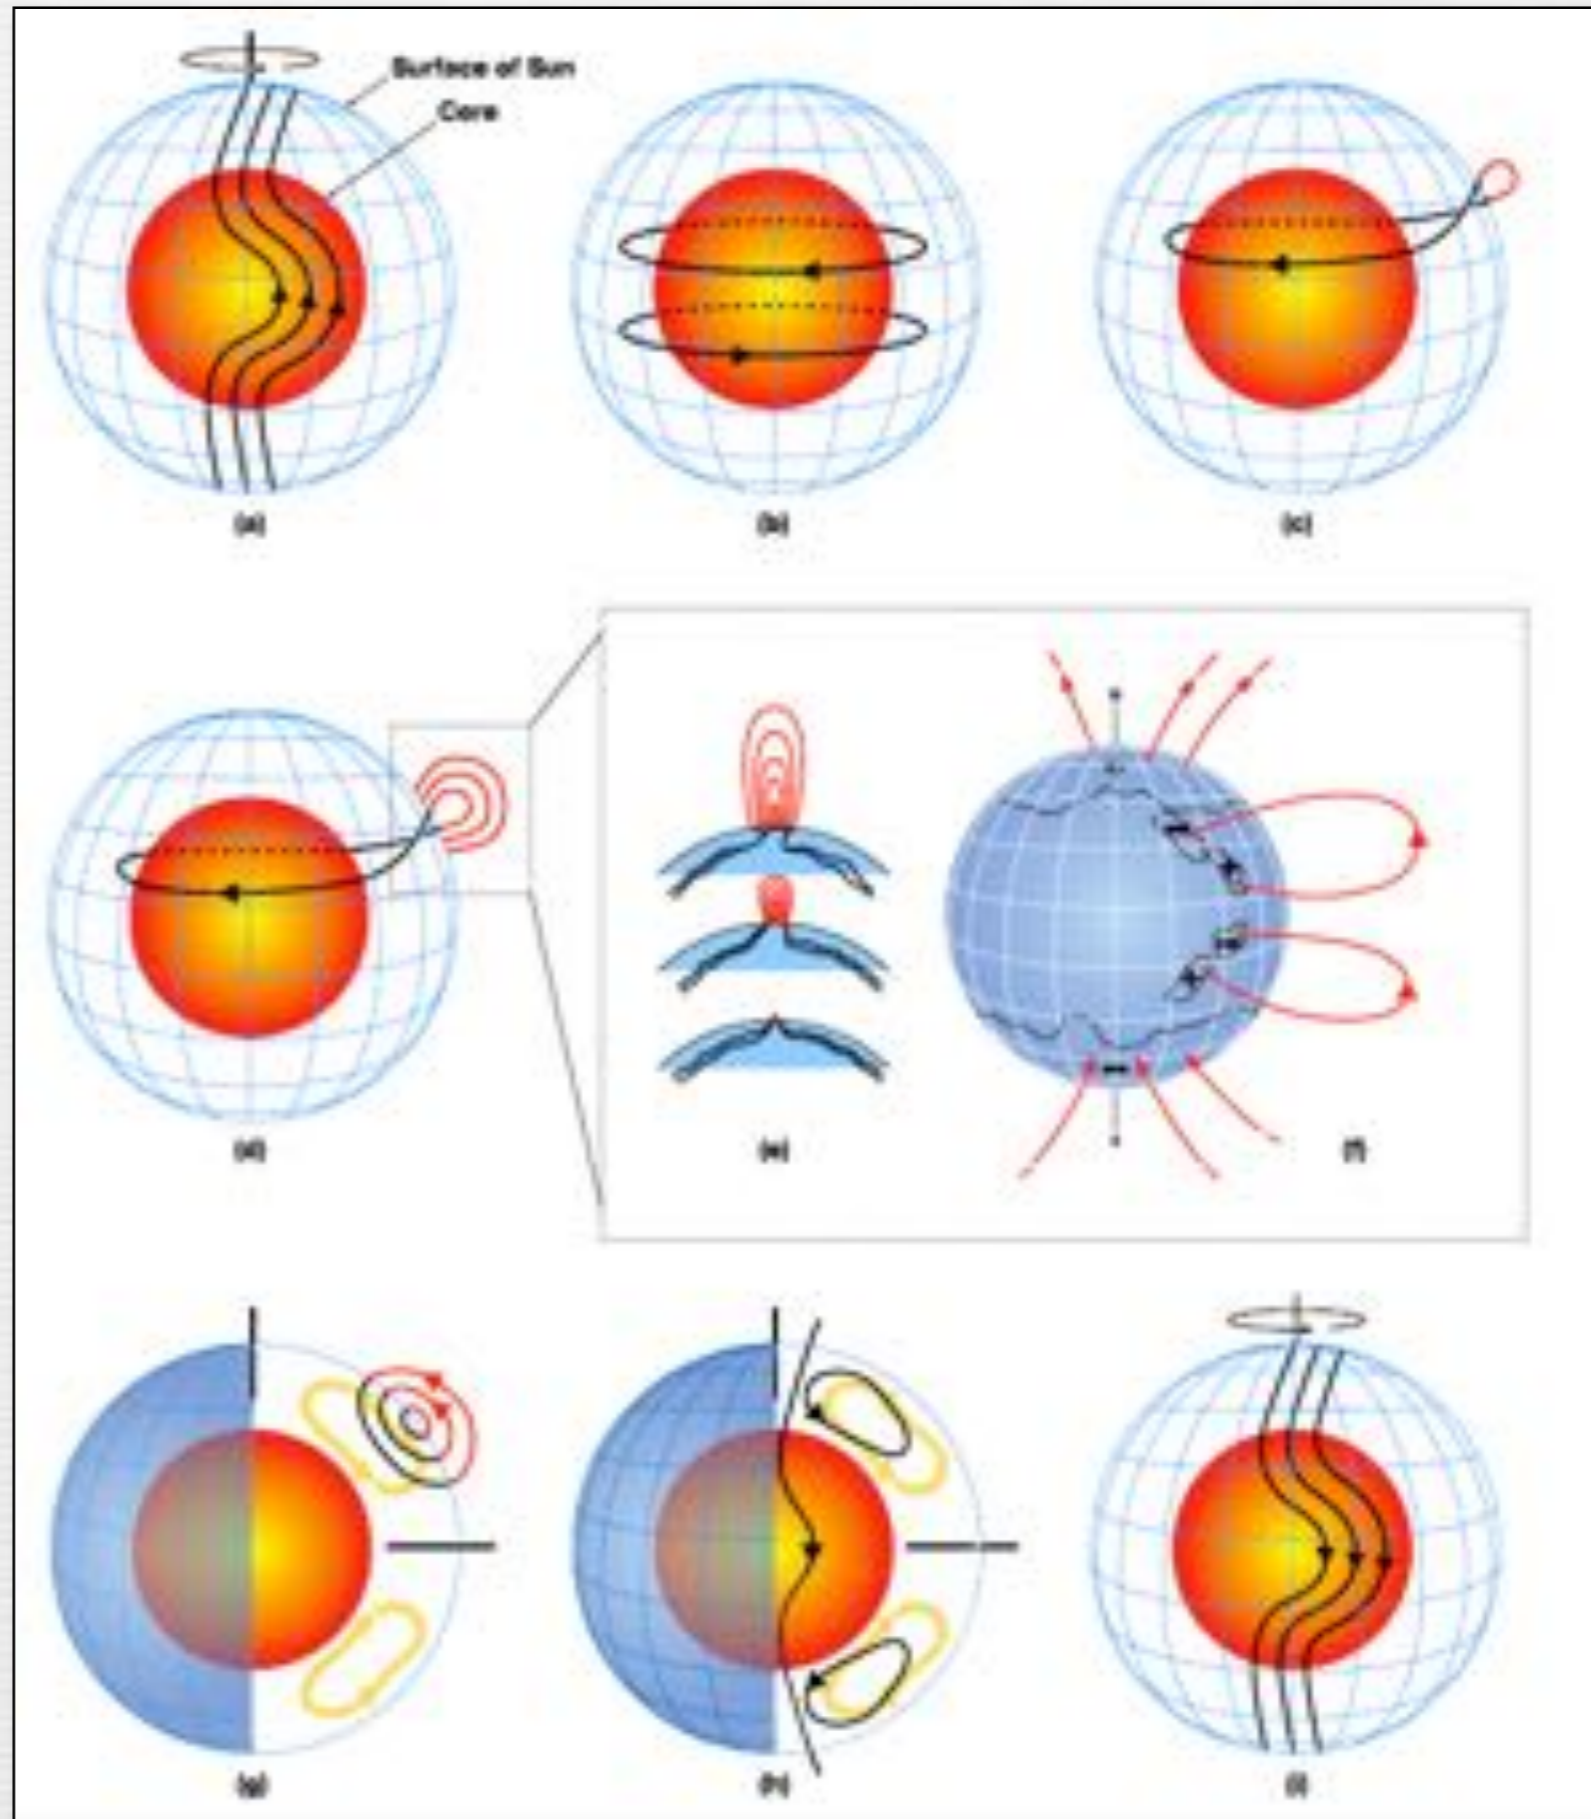 Surface of Sun
Core
(a)
(b)
(c)
(d)
(e)
(f)
(g)
(h)
(i)